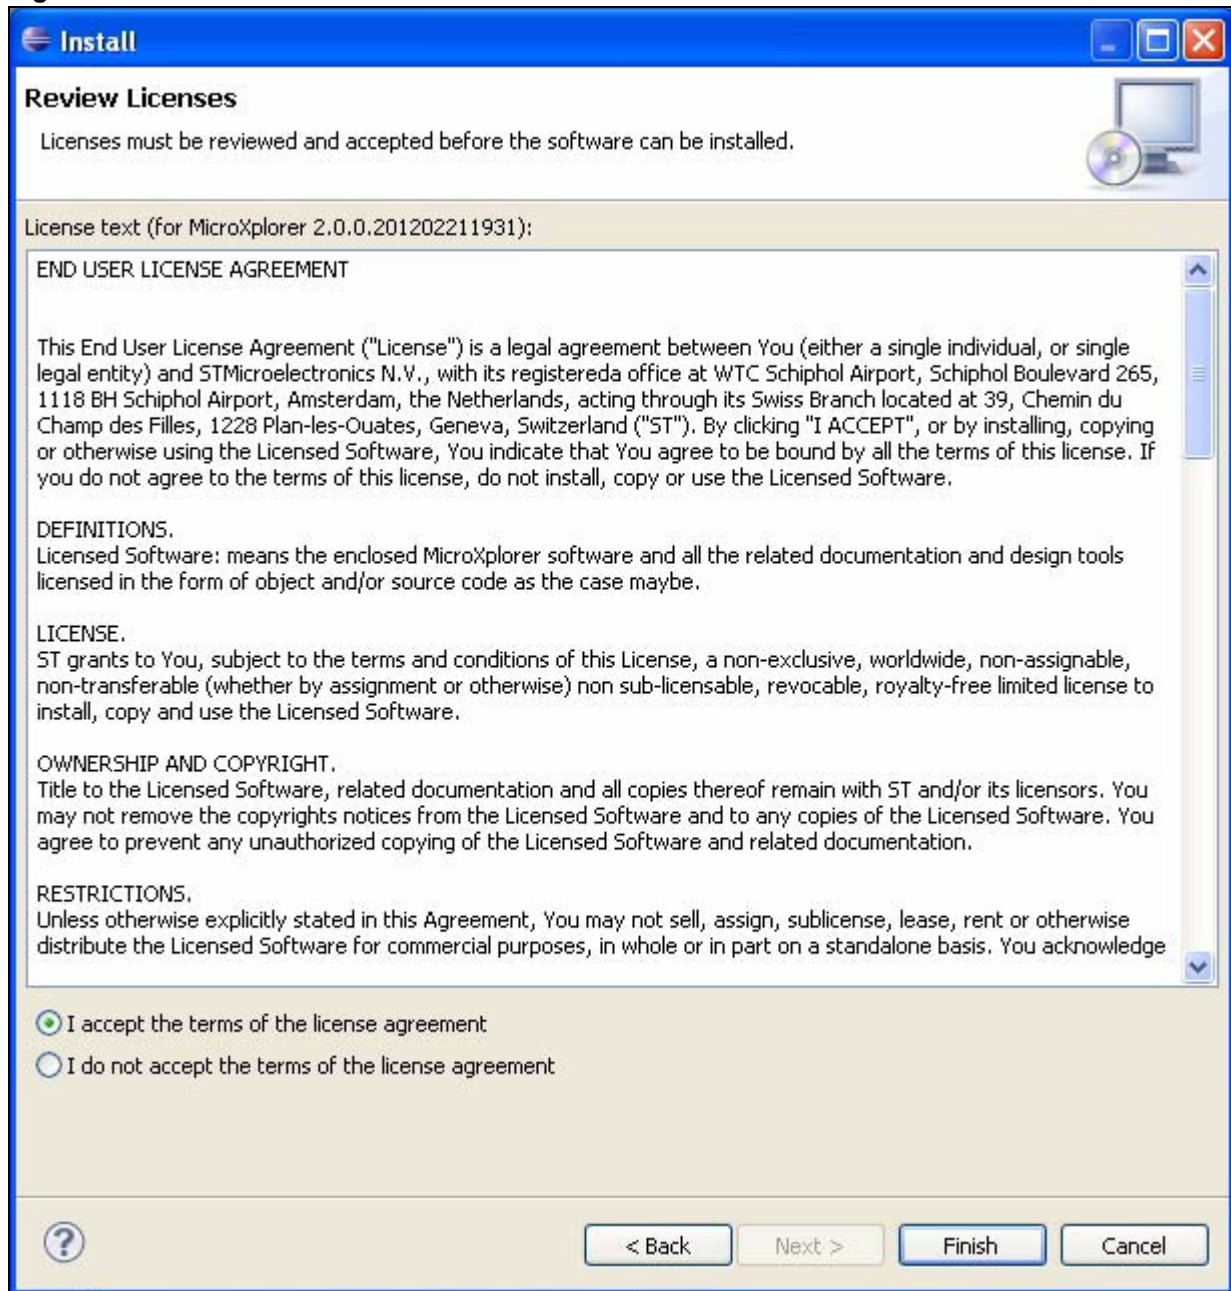 Install
Review Licenses
Licenses must be reviewed and accepted before the software can be installed.
License text (for MicroXplorer 2.0.0.201202211931):
END USER LICENSE AGREEMENT
This End User License Agreement ("License") is a legal agreement between You (either a single individual, or single
legal entity) and STMicroelectronics N.V., with its registereda office at WTC Schiphol Airport, Schiphol Boulevard 265,
1118 BH Schiphol Airport, Amsterdam, the Netherlands, acting through its Swiss Branch located at 39, Chemin du
Champ des Filles, 1228 Plan-les-Ouates, Geneva, Switzerland ("ST"). By clicking "I ACCEPT", or by installing, copying
or otherwise using the Licensed Software, You indicate that You agree to be bound by all the terms of this license. If
you do not agree to the terms of this license, do not install, copy or use the Licensed Software.
DEFINITIONS.
Licensed Software: means the enclosed MicroXplorer software and all the related documentation and design tools
licensed in the form of object and/or source code as the case maybe.
LICENSE.
ST grants to You, subject to the terms and conditions of this License, a non-exclusive, worldwide, non-assignable,
non-transferable (whether by assignment or otherwise) non sub-licensable, revocable, royalty-free limited license to
install, copy and use the Licensed Software.
OWNERSHIP AND COPYRIGHT.
Title to the Licensed Software, related documentation and all copies thereof remain with ST and/or its licensors. You
may not remove the copyrights notices from the Licensed Software and to any copies of the Licensed Software. You
agree to prevent any unauthorized copying of the Licensed Software and related documentation.
RESTRICTIONS.
Unless otherwise explicitly stated in this Agreement, You may not sell, assign, sublicense, lease, rent or otherwise
distribute the Licensed Software for commercial purposes, in whole or in part on a standalone basis. You acknowledge
I accept the terms of the license agreement
I do not accept the terms of the license agreement
? < Back Next > Finish Cancel